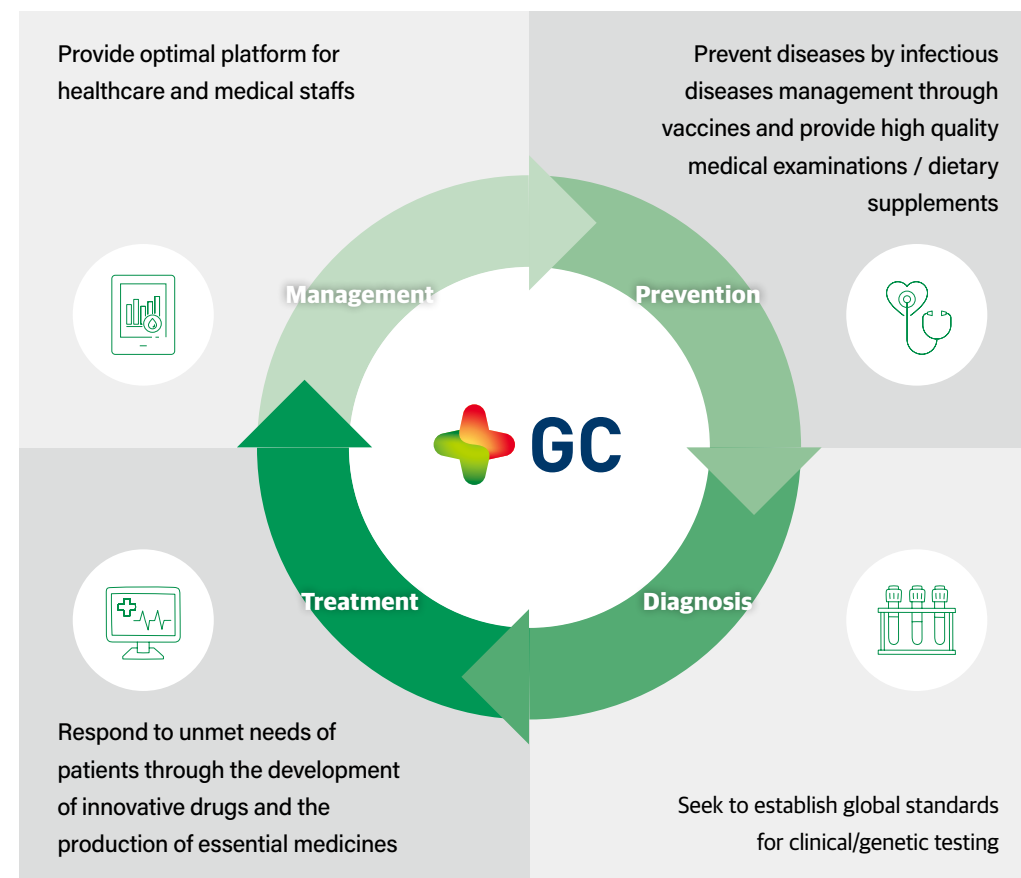 Provide optimal platform for
healthcare and medical staffs
Prevent diseases by infectious
diseases management through
vaccines and provide high quality
medical examinations / dietary
supplements
Management
Prevention
GC
Treatment
Diagnosis
Respond to unmet needs of
patients through the development
of innovative drugs and the
production of essential medicines
Seek to establish global standards
for clinical/genetic testing